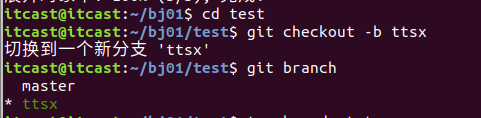 itcast@itcast:~/bj01$ cd test
itcast@itcast:~/bj01/test$ git checkout -b ttsx
切换到一个新分支 'ttsx'
itcast@itcast:~/bj01/test$ git branch
  master
* ttsx